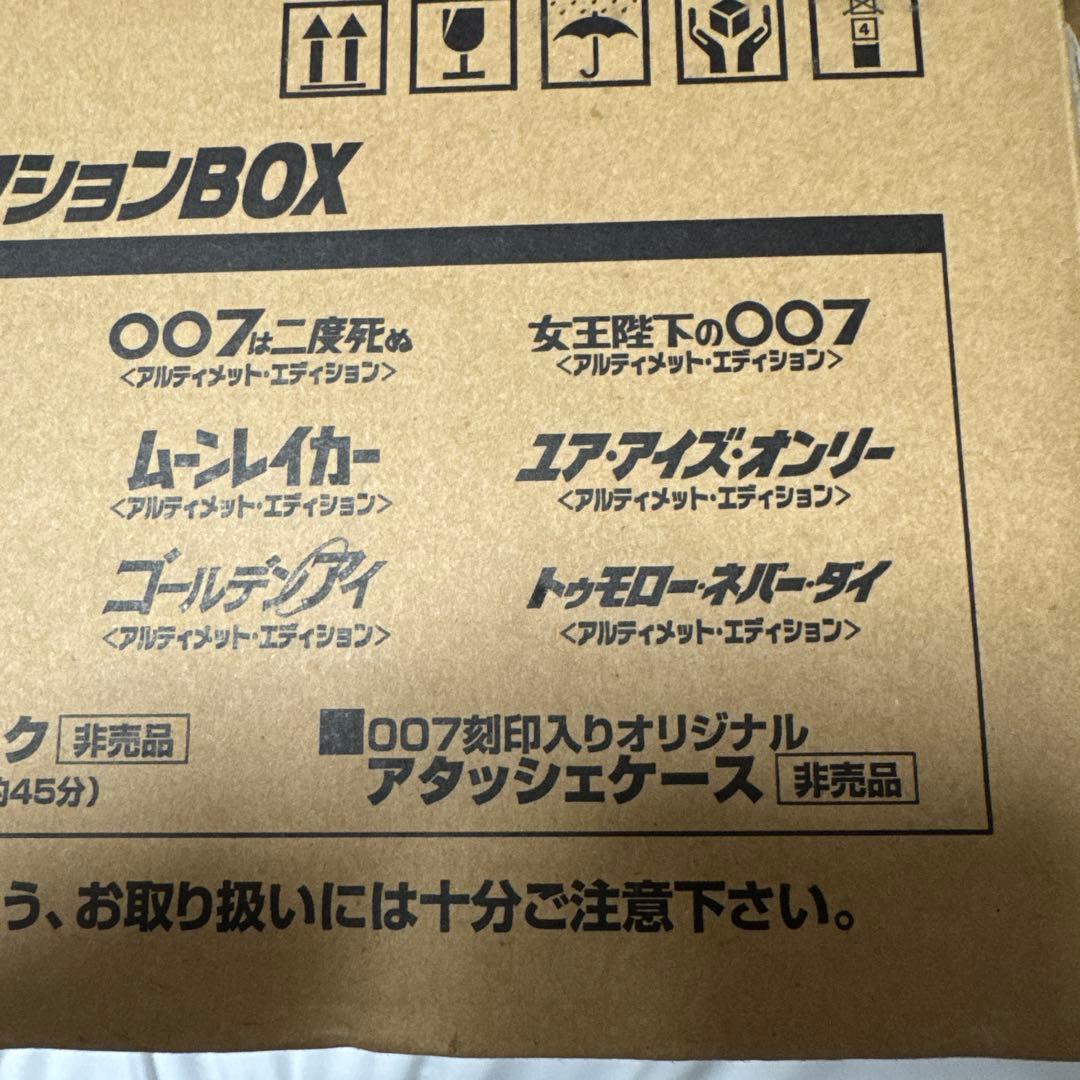 4
クションBOX
007は二度死ぬ
<アルティメット・エディション>
女王陛下の007
<アルティメット・エディション>
ムーンレイカー
<アルティメット・エディション>
ユア・アイズ・オンリー
<アルティメット・エディション>
ゴールデンアイ
<アルティメット・エディション>
トゥモロー・ネバー・ダイ
<アルティメット・エディション>
ク 非売品
約45分)
■007刻印入りオリジナル
アタッシェケース 非売品
う、お取り扱いには十分ご注意下さい。